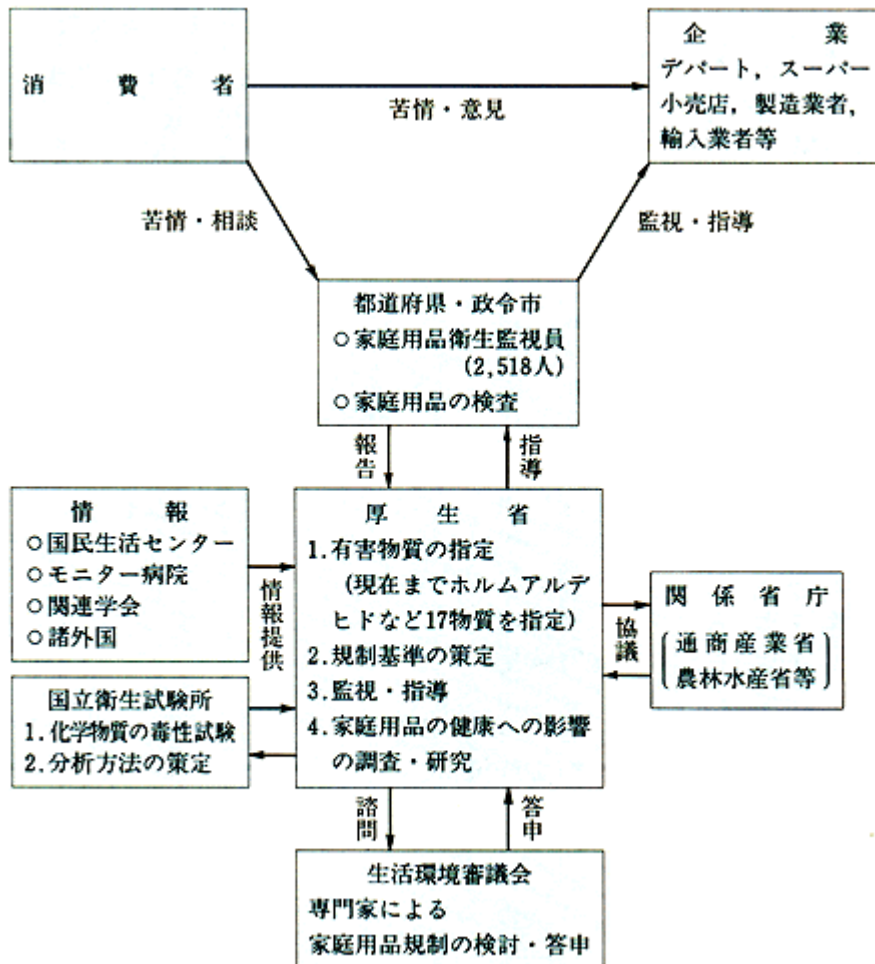 消費者
苦情・意見
企業
デパート，スーパー
小売店，製造業者，
輸入業者等
苦情・相談
監視・指導
都道府県・政令市
○家庭用品衛生監視員
(2,518人)
○家庭用品の検査
報告
指導
情報
○国民生活センター
○モニター病院
○関連学会
○諸外国
情報提供
厚生省
1.有害物質の指定
(現在までホルムアルデ
ヒドなど17物質を指定)
2.規制基準の策定
3.監視・指導
4.家庭用品の健康への影響
の調査・研究
協議
関係省庁
通商産業省
農林水産省等
国立衛生試験所
1.化学物質の毒性試験
2.分析方法の策定
諮問
答申
生活環境審議会
専門家による
家庭用品規制の検討・答申